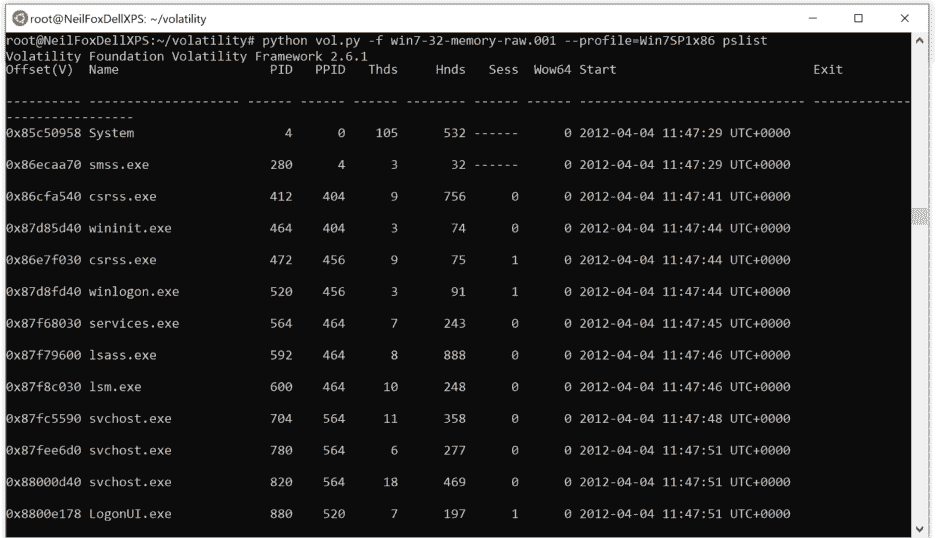 root@NeilFoxDellXPS: ~/volatility
root@NeilFoxDellXPS:~/volatility# python vol.py -f win7-32-memory-raw.001 --profile=Win7SP1x86 pslist
Volatility Foundation Volatility Framework 2.6.1
Offset(V)  Name                    PID   PPID   Thds     Hnds   Sess  Wow64 Start                          Exit
---------- -------------------- ------ ------ ------ -------- ------ ------ ------------------------------ -------------
-----------------
0x85c50958 System                    4      0    105      532 ------      0 2012-04-04 11:47:29 UTC+0000
0x86ecaa70 smss.exe                280      4      3       32 ------      0 2012-04-04 11:47:29 UTC+0000
0x86cfa540 csrss.exe               412    404      9      756      0      0 2012-04-04 11:47:41 UTC+0000
0x87d85d40 wininit.exe             464    404      3       74      0      0 2012-04-04 11:47:44 UTC+0000
0x86e7f030 csrss.exe               472    456      9       75      1      0 2012-04-04 11:47:44 UTC+0000
0x87d8fd40 winlogon.exe            520    456      3       91      1      0 2012-04-04 11:47:44 UTC+0000
0x87f68030 services.exe            564    464      7      243      0      0 2012-04-04 11:47:45 UTC+0000
0x87f79600 lsass.exe               592    464      8      888      0      0 2012-04-04 11:47:46 UTC+0000
0x87f8c030 lsm.exe                 600    464     10      248      0      0 2012-04-04 11:47:46 UTC+0000
0x87fc5590 svchost.exe             704    564     11      358      0      0 2012-04-04 11:47:48 UTC+0000
0x87fee6d0 svchost.exe             780    564      6      277      0      0 2012-04-04 11:47:51 UTC+0000
0x88000d40 svchost.exe             820    564     18      469      0      0 2012-04-04 11:47:51 UTC+0000
0x8800e178 LogonUI.exe             880    520      7      197      1      0 2012-04-04 11:47:51 UTC+0000